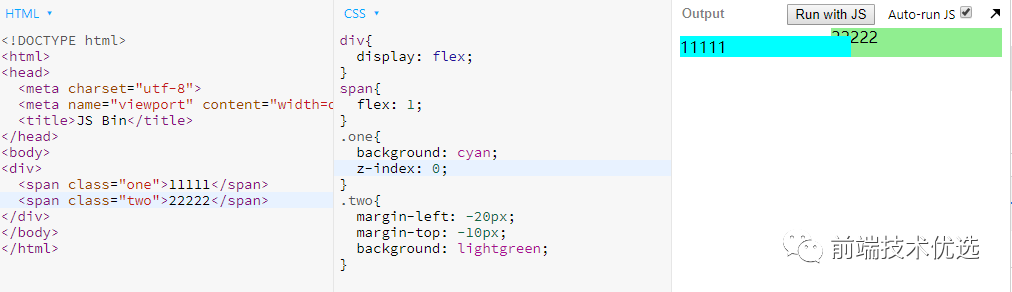 HTML ▾
<!DOCTYPE html>
<html>
<head>
  <meta charset="utf-8">
  <meta name="viewport" content="width=d
  <title>JS Bin</title>
</head>
<body>
<div>
  <span class="one">11111</span>
  <span class="two">22222</span>
</div>
</body>
</html>
CSS ▾
div{
  display: flex;
}
span{
  flex: 1;
}
.one{
  background: cyan;
  z-index: 0;
}
.two{
  margin-left: -20px;
  margin-top: -10px;
  background: lightgreen;
}
Output
Run with JS
Auto-run JS
22222
11111
前端技术优选